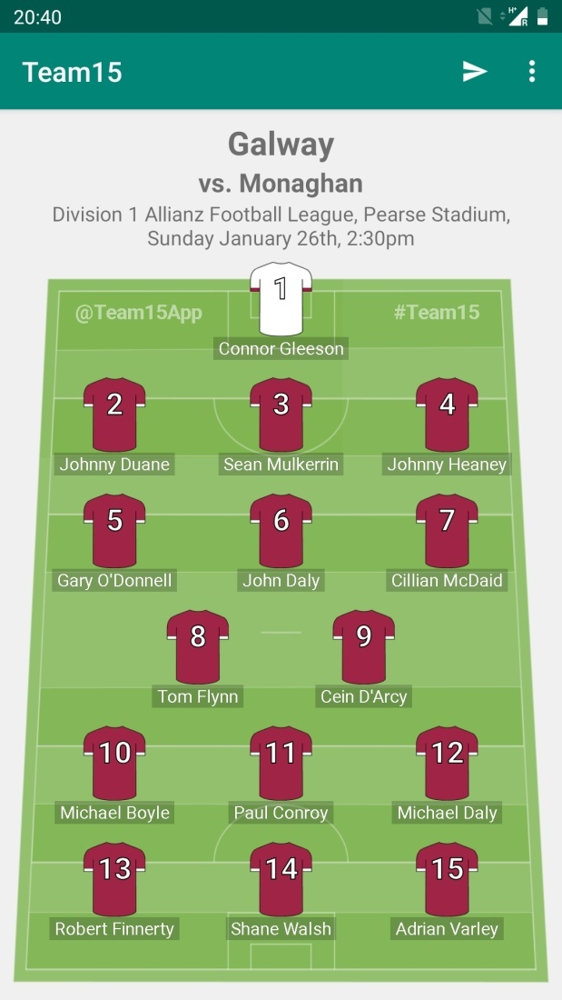 20:40
H+
R
Team15
Galway
vs. Monaghan
Division 1 Allianz Football League, Pearse Stadium,
Sunday January 26th, 2:30pm
1
@Team15App #Team15
Connor Gleeson
2 3 4
Johnny Duane Sean Mulkerrin Johnny Heaney
5 6 7
Gary O'Donnell John Daly Cillian McDaid
8 9
Tom Flynn Cein D'Arcy
10 11 12
Michael Boyle Paul Conroy Michael Daly
13 14 15
Robert Finnerty Shane Walsh Adrian Varley